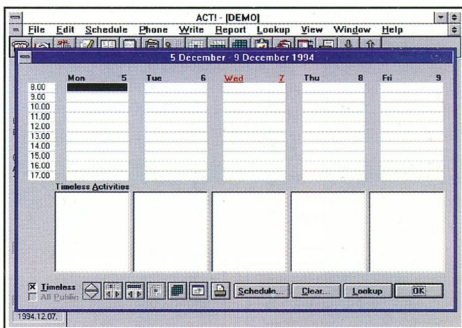 ACT! - [DEMO]
File Edit Schedule Phone Write Report Lookup View Window Help
5 December - 9 December 1994
Mon 5 Tue 6 Wed 7 Thu 8 Fri 9
8.00
9.00
10.00
11.00
12.00
13.00
14.00
15.00
16.00
17.00
Timeless Activities
Timeless
All Public
Schedule... Clear... Lookup OK
1994.12.07.